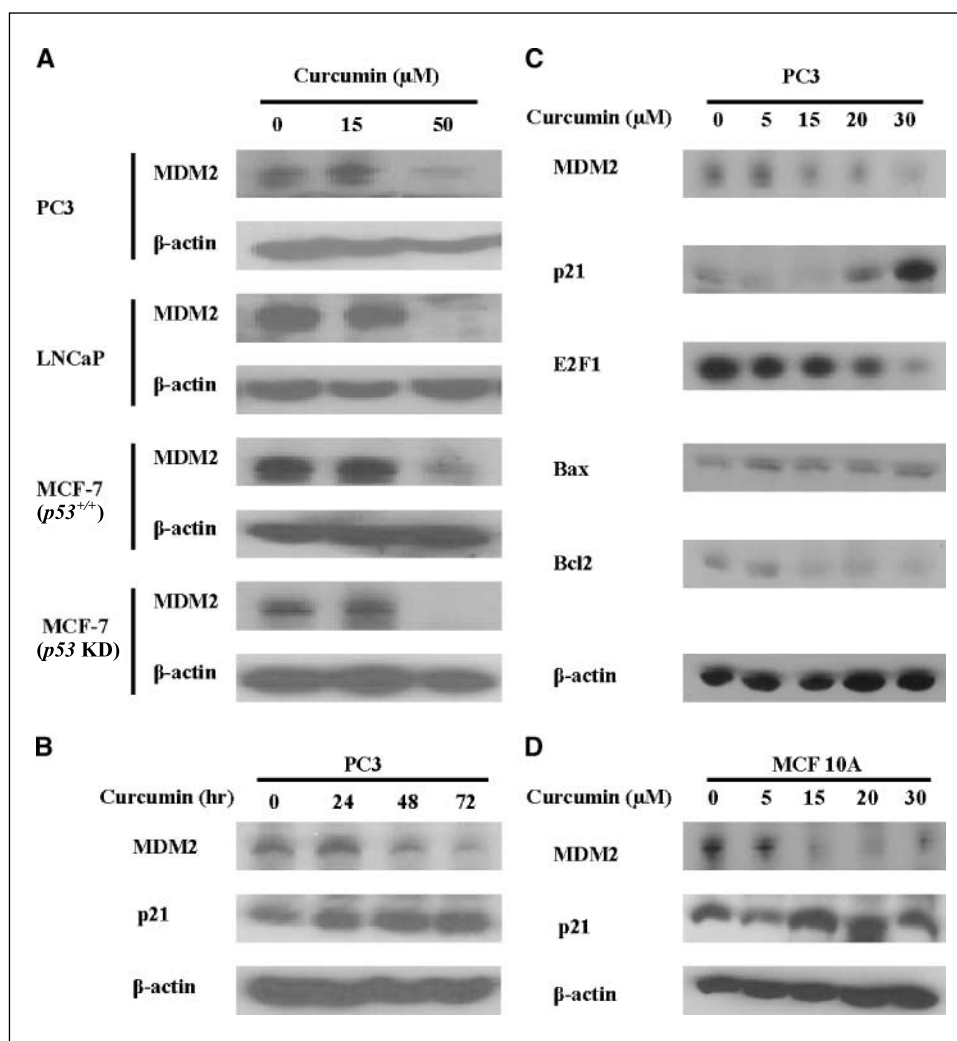 A
Curcumin (µM)
0 15 50
PC3
MDM2
β-actin
LNCaP
MDM2
β-actin
MCF-7
(p53+/+)
MDM2
β-actin
MCF-7
(p53 KD)
MDM2
β-actin
B
PC3
Curcumin (hr) 0 24 48 72
MDM2
p21
β-actin
C
PC3
Curcumin (µM) 0 5 15 20 30
MDM2
p21
E2F1
Bax
Bcl2
β-actin
D
MCF 10A
Curcumin (µM) 0 5 15 20 30
MDM2
p21
β-actin